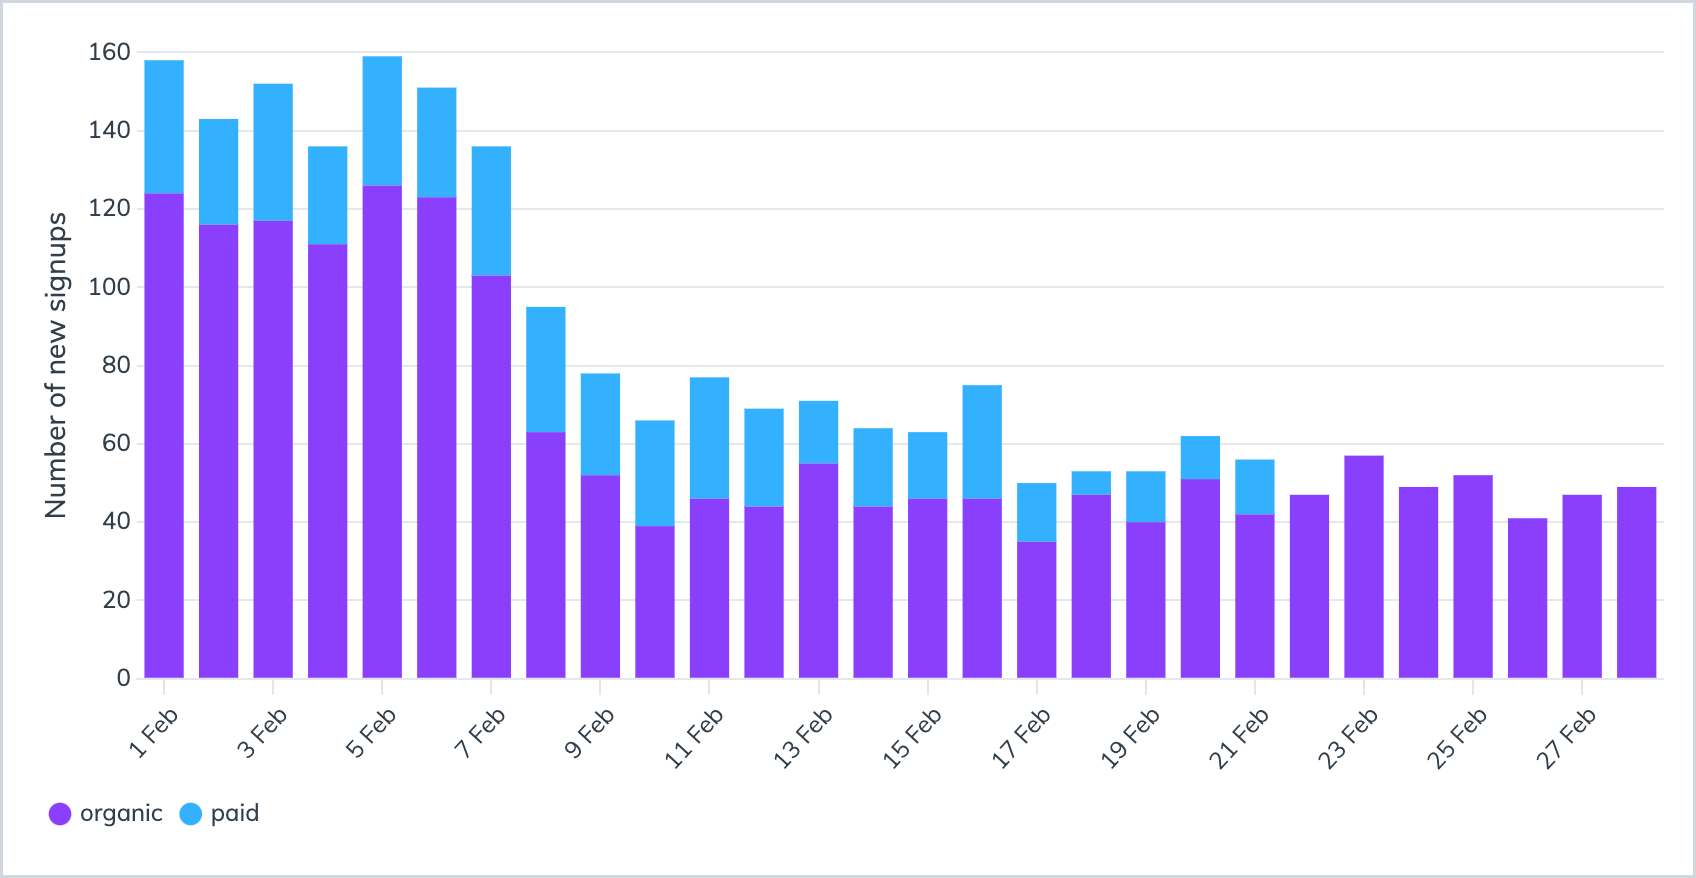 Number of new signups
160
140
120
100
80
60
40
20
0
1 Feb
3 Feb
5 Feb
7 Feb
9 Feb
11 Feb
13 Feb
15 Feb
17 Feb
19 Feb
21 Feb
23 Feb
25 Feb
27 Feb
organic paid